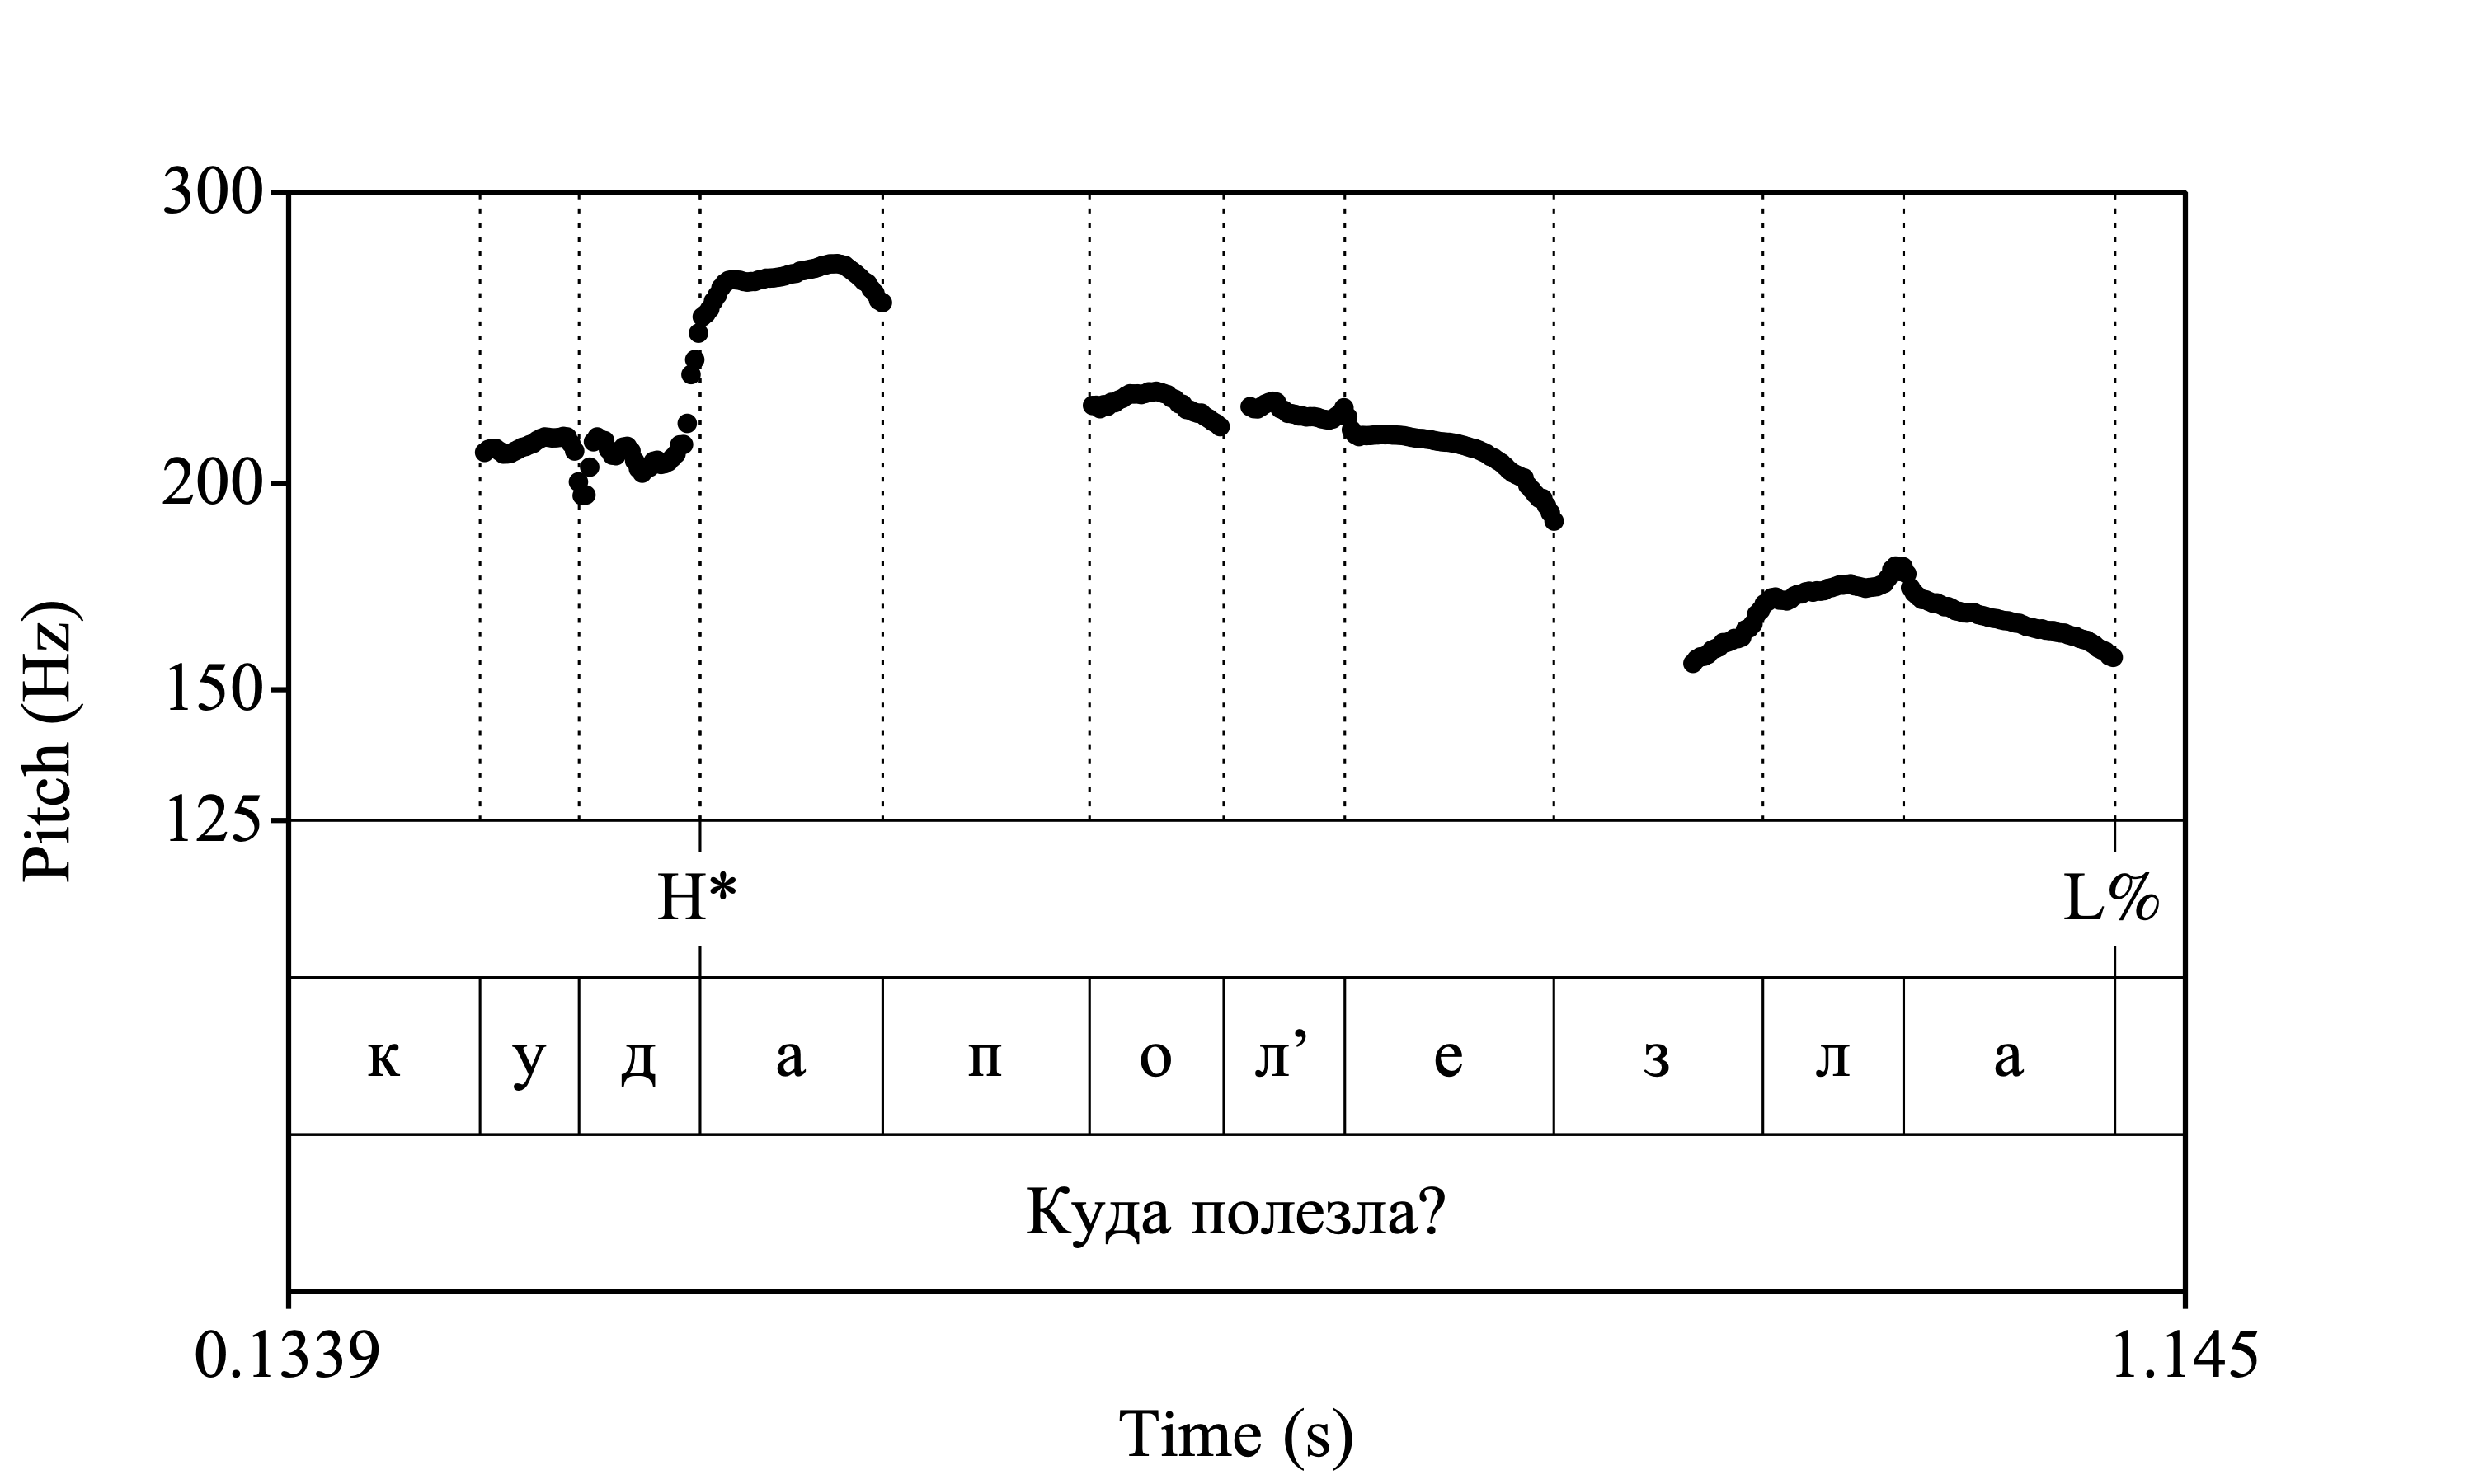 300
200
150
125
Pitch (Hz)
H* L%
к у д а п о л’ е з л а
Куда полезла?
0.1339 1.145
Time (s)